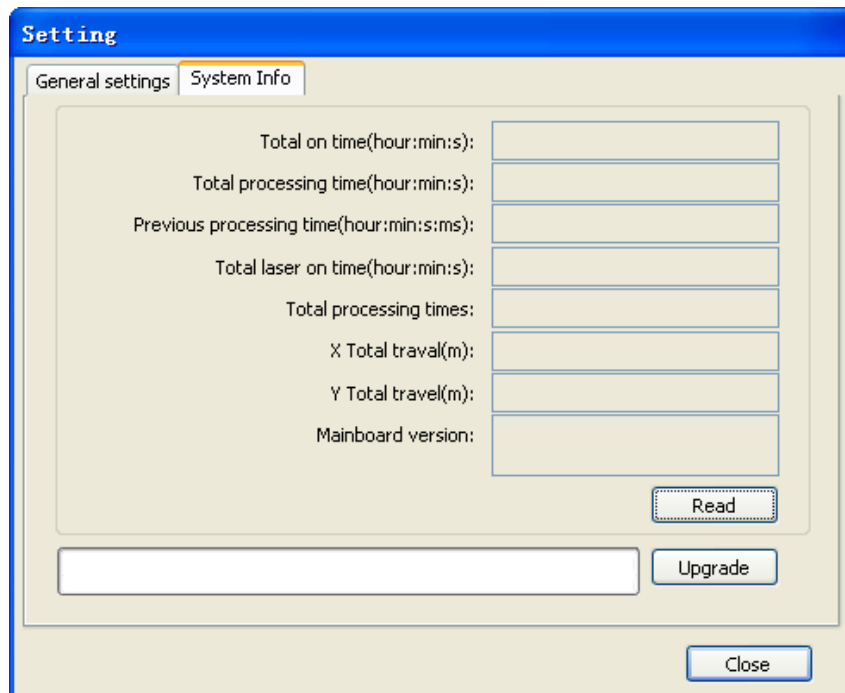 Setting
General settings System Info
Total on time(hour:min:s):
Total processing time(hour:min:s):
Previous processing time(hour:min:s:ms):
Total laser on time(hour:min:s):
Total processing times:
X Total traval(m):
Y Total travel(m):
Mainboard version:
Read
Upgrade
Close